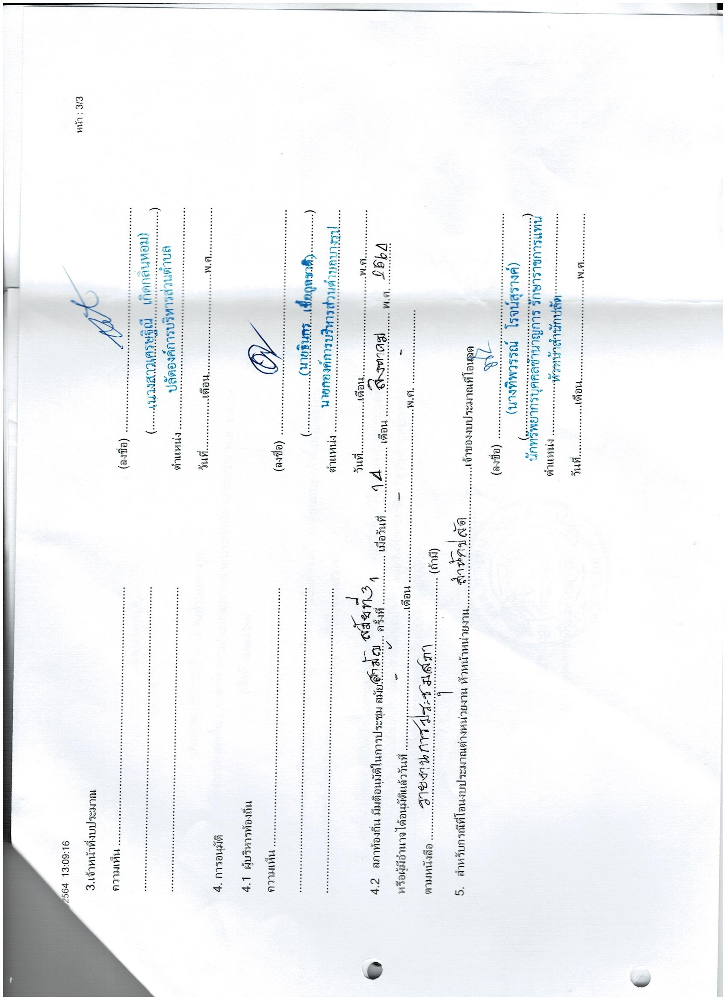 /2564 13:09:16
หน้า : 3/3
3.เจ้าหน้าที่งบประมาณ
ความเห็น
(ลงชื่อ)
(นางสาวเศรษฐิณี เกิดกลิ่นหอม)
ตำแหน่ง ปลัดองค์การบริหารส่วนตำบล
วันที่ เดือน พ.ศ.
4. การอนุมัติ
4.1 ผู้บริหารท้องถิ่น
ความเห็น
(ลงชื่อ)
(นายธินกร เชื้อกูลชาติ)
ตำแหน่ง นายกองค์การบริหารส่วนตำบลบางรูป
วันที่ เดือน พ.ศ.
4.2 สภาท้องถิ่น มีมติอนุมัติในการประชุม สมัย สามัญ สมัยที่ 3 ครั้งที่ 1 เมื่อวันที่ 14 เดือน สิงหาคม พ.ศ. 2564
หรือผู้มีอำนาจได้อนุมัติแล้ววันที่ - เดือน - พ.ศ. -
ตามหนังสือ รายงานการประชุมสภา (ถ้ามี)
5. สำหรับกรณีที่โอนงบประมาณต่างหน่วยงาน หัวหน้าหน่วยงาน สำนักปลัด เจ้าของงบประมาณที่โอนลด
(ลงชื่อ)
(นางทิพวรรณ์ โรจน์สุรางค์)
( )
นักทรัพยากรบุคคลชำนาญการ รักษาราชการแทน
ตำแหน่ง หัวหน้าสำนักปลัด
วันที่ เดือน พ.ศ.